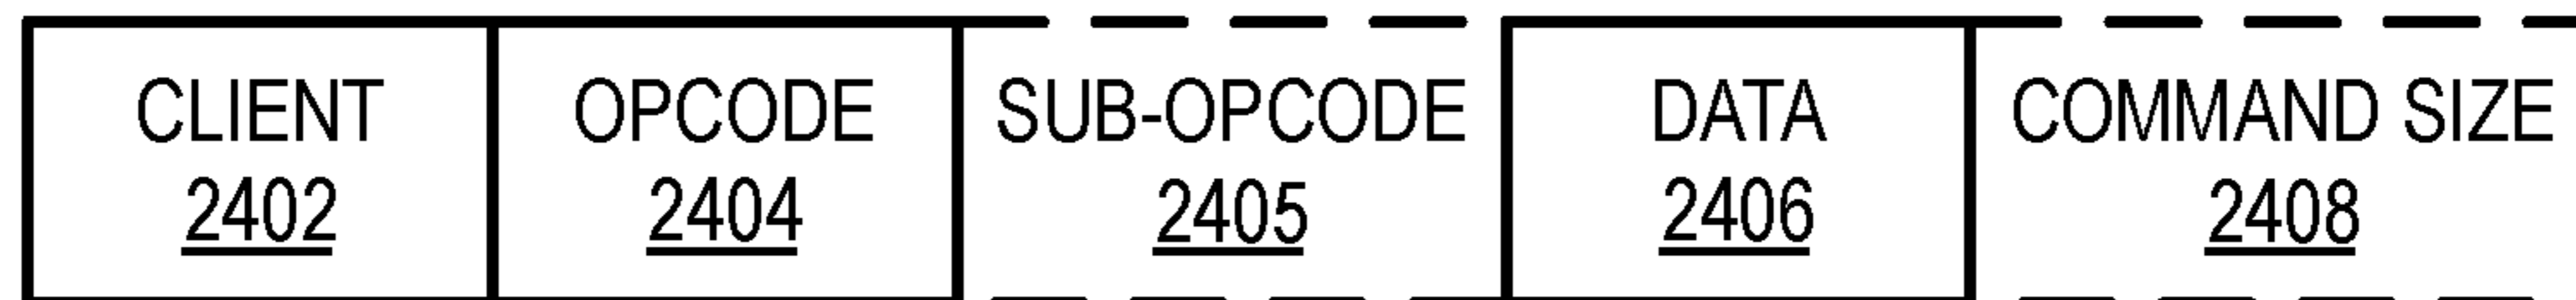 CLIENT
2402
OPCODE
2404
SUB-OPCODE
2405
DATA
2406
COMMAND SIZE
2408